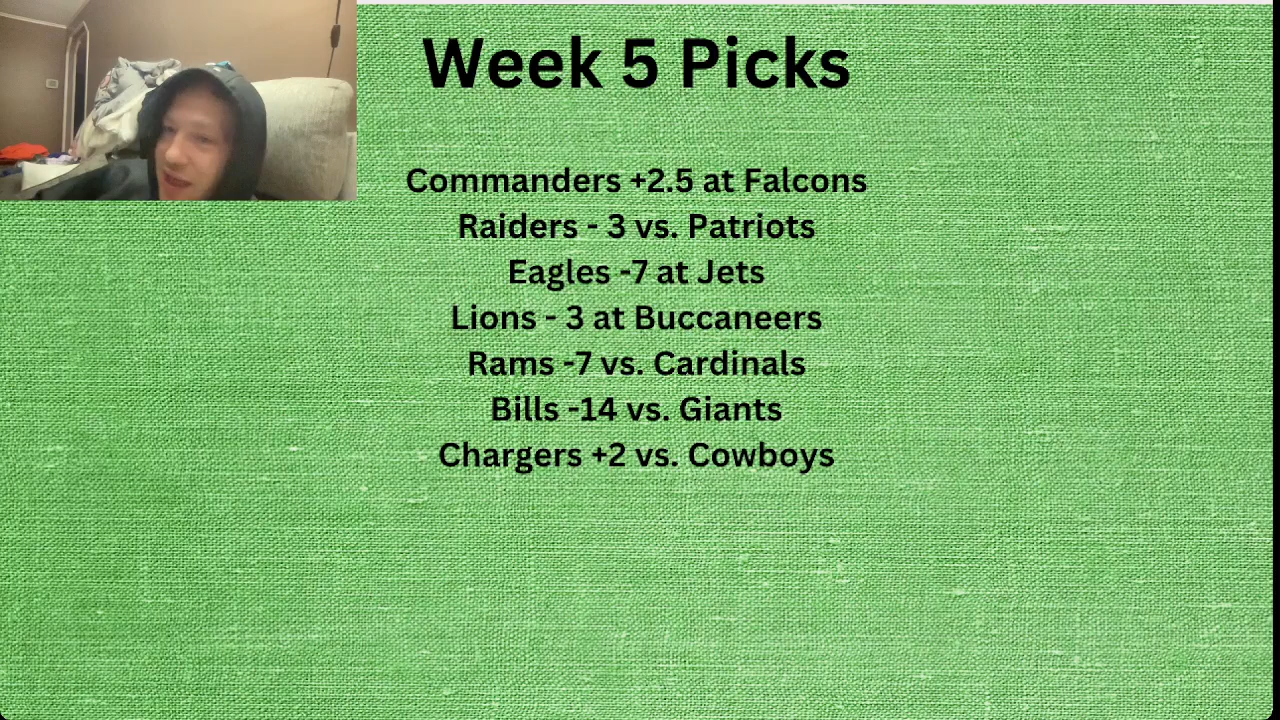 Week 5 Picks
Commanders +2.5 at Falcons
Raiders - 3 vs. Patriots
Eagles -7 at Jets
Lions - 3 at Buccaneers
Rams -7 vs. Cardinals
Bills -14 vs. Giants
Chargers +2 vs. Cowboys